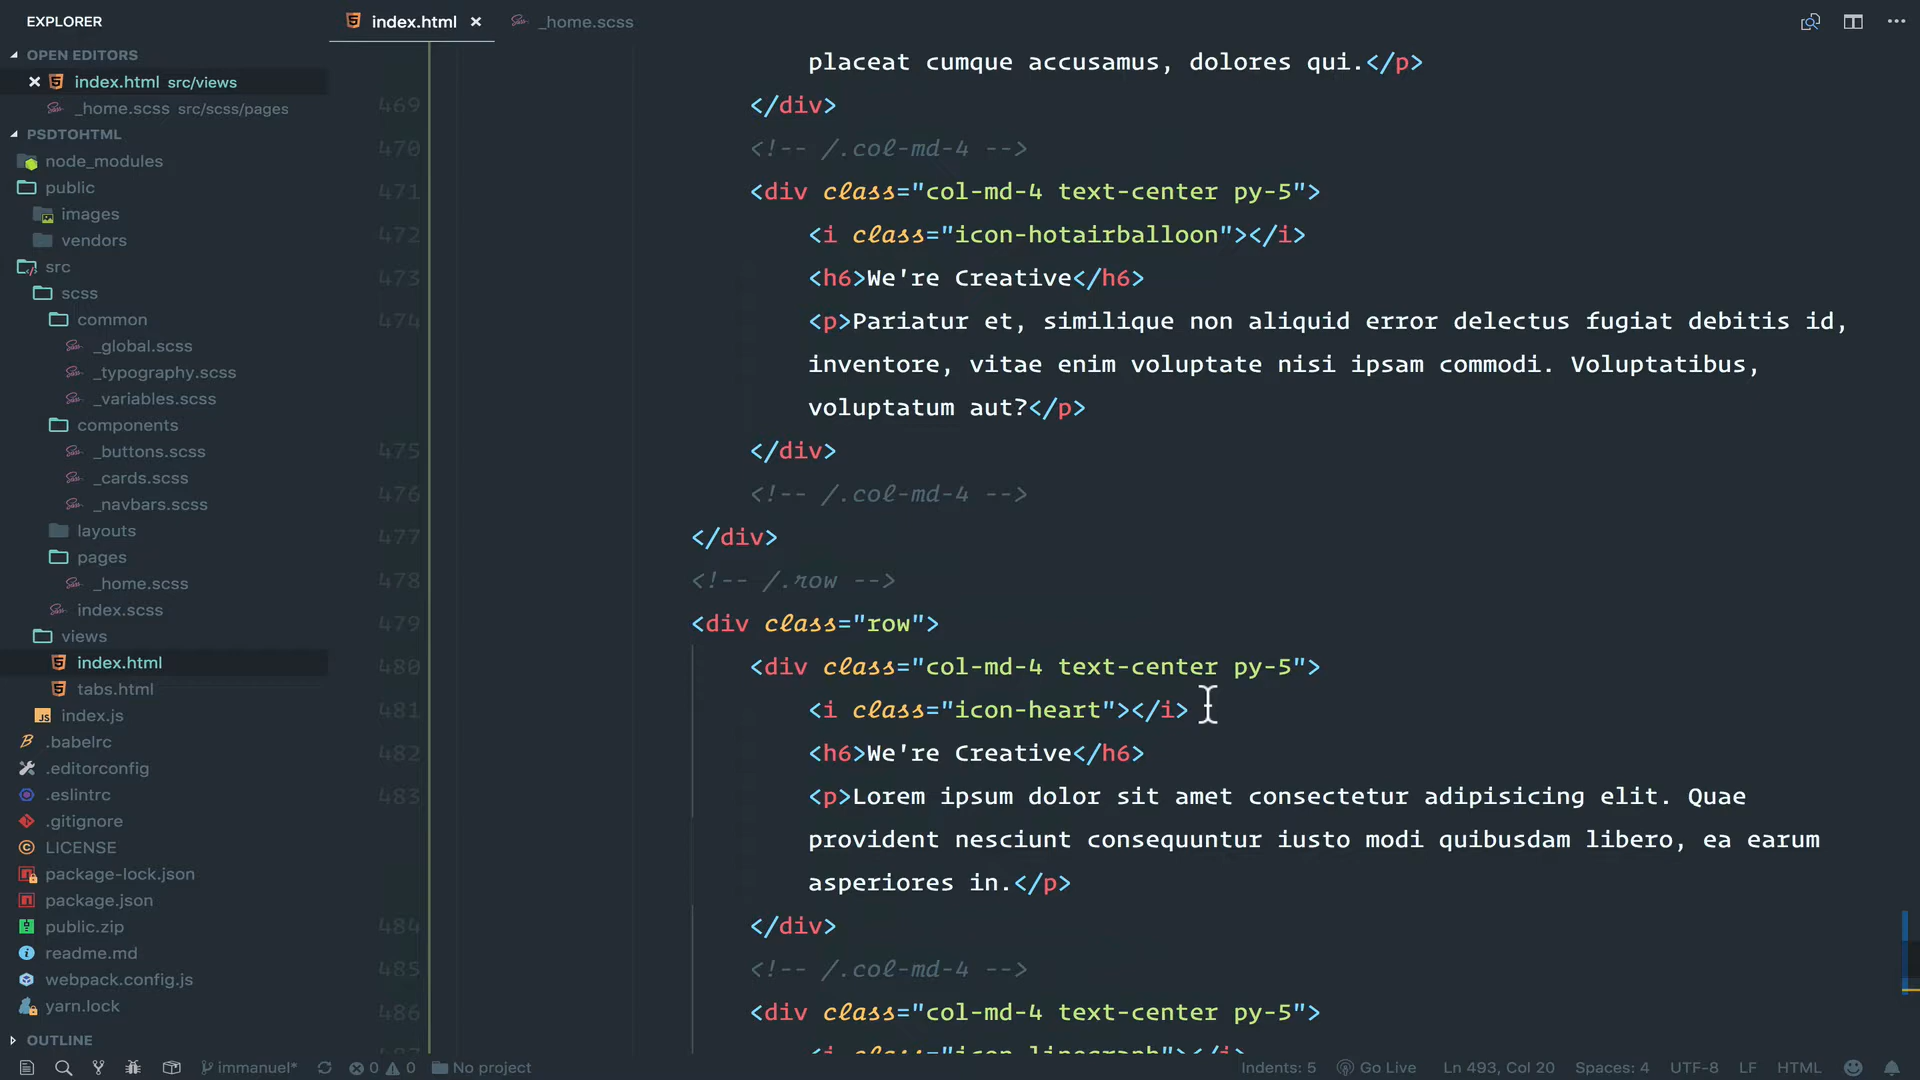 EXPLORER
OPEN EDITORS
index.html src/views
_home.scss src/scss/pages
PSDTOHTML
node_modules
public
images
vendors
src
scss
common
_global.scss
_typography.scss
_variables.scss
components
_buttons.scss
_cards.scss
_navbars.scss
layouts
pages
_home.scss
index.scss
views
index.html
tabs.html
index.js
.babelrc
.editorconfig
.eslintrc
.gitignore
LICENSE
package-lock.json
package.json
public.zip
readme.md
webpack.config.js
yarn.lock
OUTLINE
index.html
_home.scss
placeat cumque accusamus, dolores qui.</p>
469 </div>
470 <!-- /.col-md-4 -->
471 <div class="col-md-4 text-center py-5">
472 <i class="icon-hotairballoon"></i>
473 <h6>We're Creative</h6>
474 <p>Pariatur et, similique non aliquid error delectus fugiat debitis id,
inventore, vitae enim voluptate nisi ipsam commodi. Voluptatibus,
voluptatum aut?</p>
475 </div>
476 <!-- /.col-md-4 -->
477 </div>
478 <!-- /.row -->
479 <div class="row">
480 <div class="col-md-4 text-center py-5">
481 <i class="icon-heart"></i>
482 <h6>We're Creative</h6>
483 <p>Lorem ipsum dolor sit amet consectetur adipisicing elit. Quae
provident nesciunt consequuntur iusto modi quibusdam libero, ea earum
asperiores in.</p>
484 </div>
485 <!-- /.col-md-4 -->
486 <div class="col-md-4 text-center py-5">
487 <i class="icon-linegraph"></i>
immanuel* 0 0 No project Indents: 5 Go Live Ln 493, Col 20 Spaces: 4 UTF-8 LF HTML